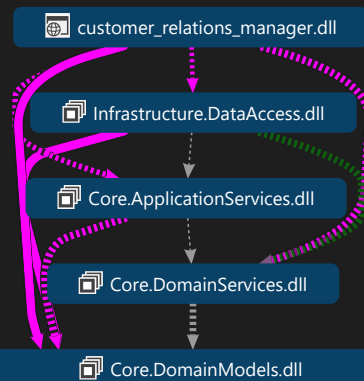 customer_relations_manager.dll
Infrastructure.DataAccess.dll
Core.ApplicationServices.dll
Core.DomainServices.dll
Core.DomainModels.dll